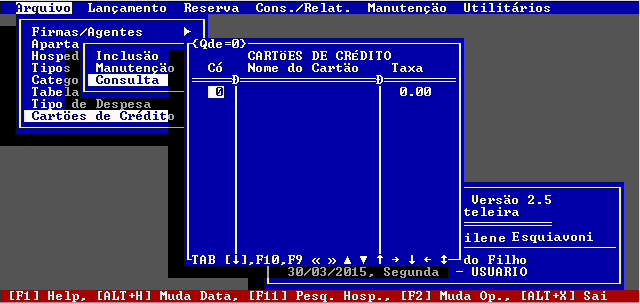 Arquivo Lançamento Reserva Cons./Relat. Manutenção Utilitários
Firmas/Agentes
Aparta
Hosped
Tipos
Catego
Tabela
Tipo de Despesa
Cartões de Crédito
Inclusão
Manutenção
Consulta
(Qde=0)
CARTÕES DE CRÉDITO
Có Nome do Cartão Taxa
0 0.00
TAB [↓],F10,F9 « » ▲ ▼ ↑ → ↓ ← ↕
Versão 2.5
teleira
ilene Esquiavoni
do Filho
30/03/2015, Segunda - USUARIO
[F1] Help, [ALT+H] Muda Data, [F11] Pesq. Hosp., [F2] Muda Op., [ALT+X] Sai